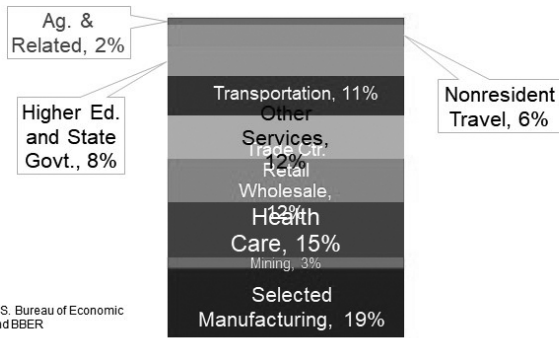 Ag. &
Related, 2%
Nonresident
Travel, 6%
Higher Ed.
and State
Govt., 8%
Transportation, 11%
Other
Services,
12%
Trade Ctr.
Retail
Wholesale,
12%
Health
Care, 15%
Mining, 3%
Selected
Manufacturing, 19%
S. Bureau of Economic
nd BBER